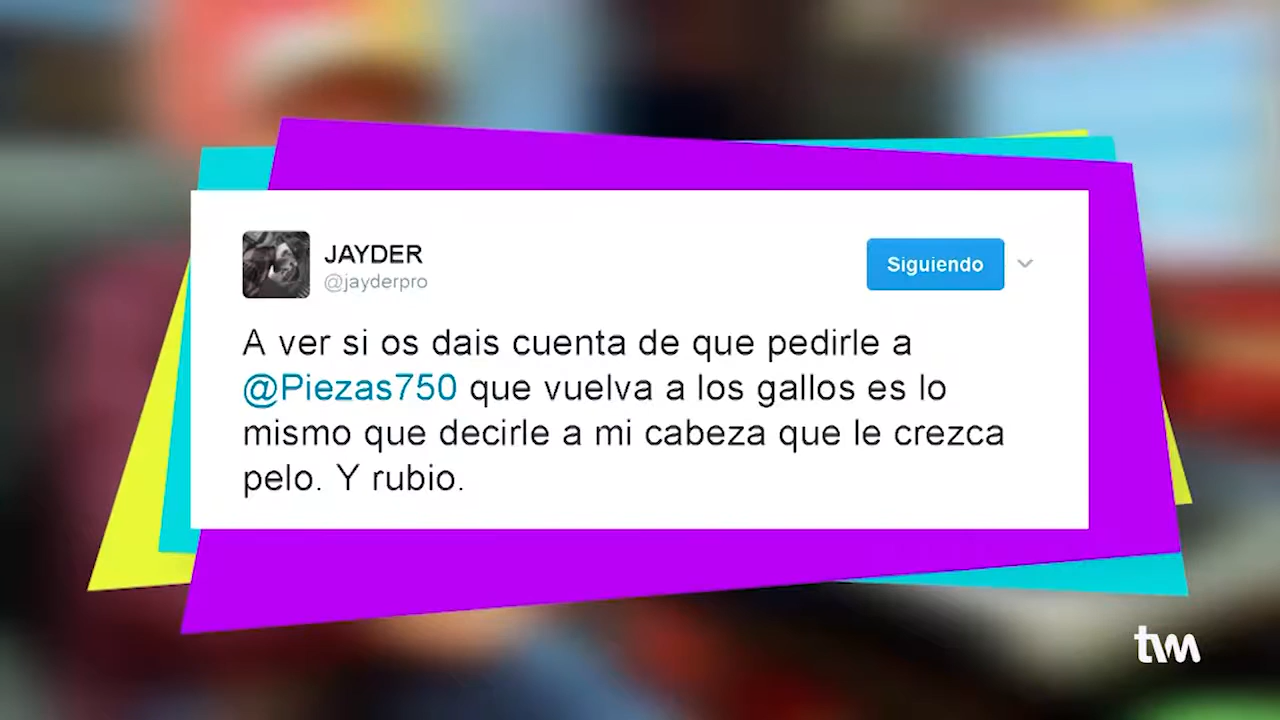 JAYDER
@jayderpro
Siguiendo
A ver si os dais cuenta de que pedirle a
@Piezas750 que vuelva a los gallos es lo
mismo que decirle a mi cabeza que le crezca
pelo. Y rubio.
tvm